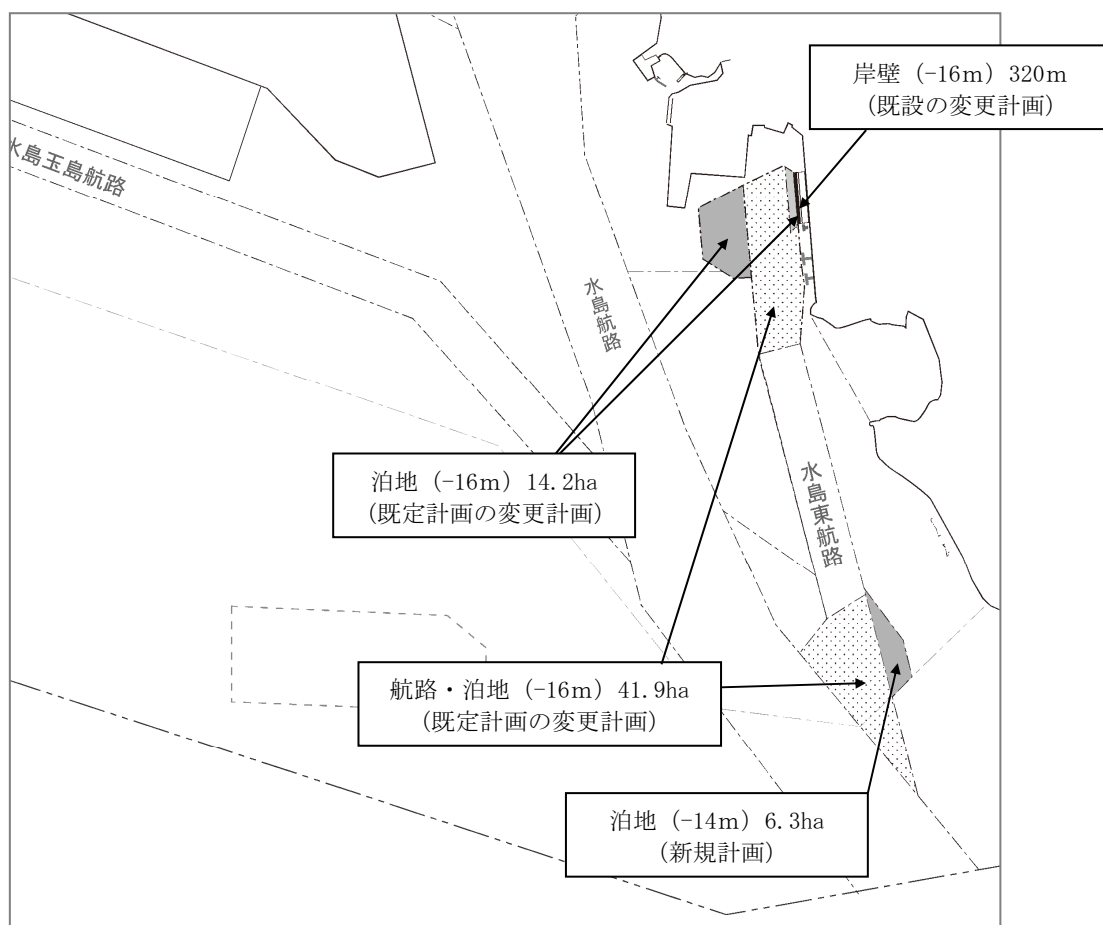 岸壁（-16m）320m
（既設の変更計画）
水島玉島航路
水島航路
泊地（-16m）14.2ha
（既定計画の変更計画）
水島東航路
航路・泊地（-16m）41.9ha
（既定計画の変更計画）
泊地（-14m）6.3ha
（新規計画）